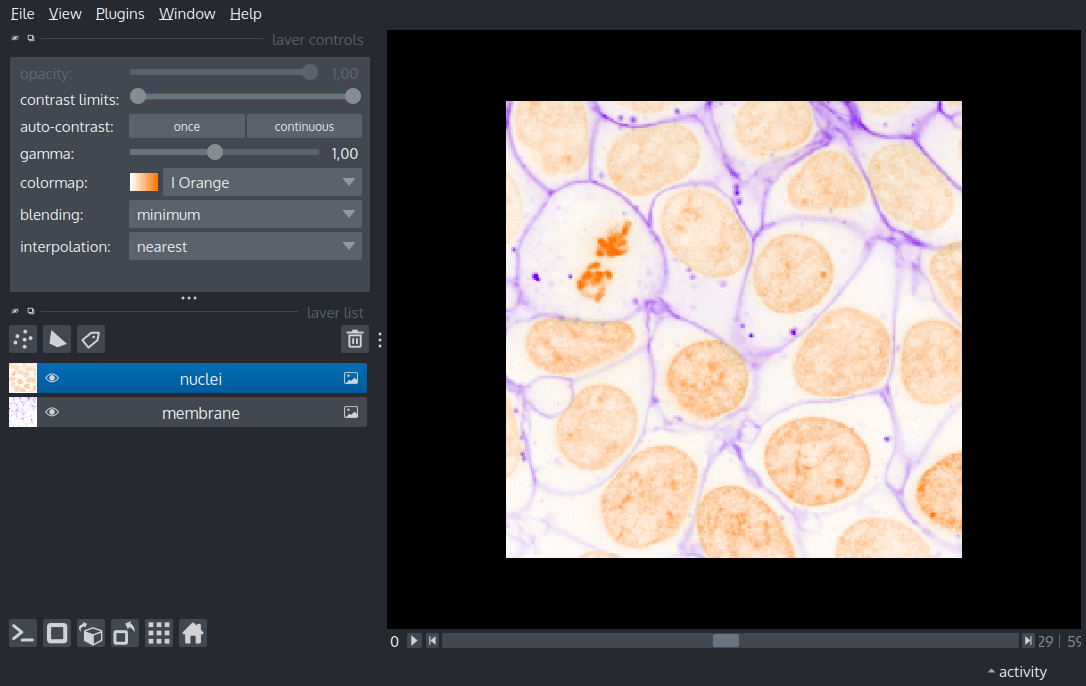 File View Plugins Window Help
layer controls
opacity: 1,00
contrast limits:
auto-contrast: once continuous
gamma: 1,00
colormap: I Orange
blending: minimum
interpolation: nearest
layer list
nuclei
membrane
0 29 | 59
activity